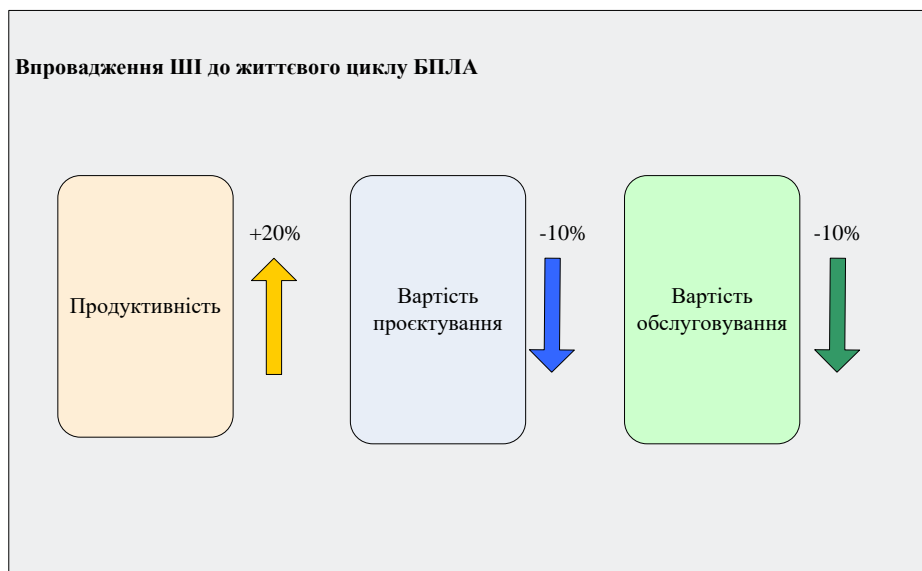 Впровадження ШІ до життєвого циклу БПЛА
+20%
-10%
-10%
Продуктивність
Вартість
проєктування
Вартість
обслуговування